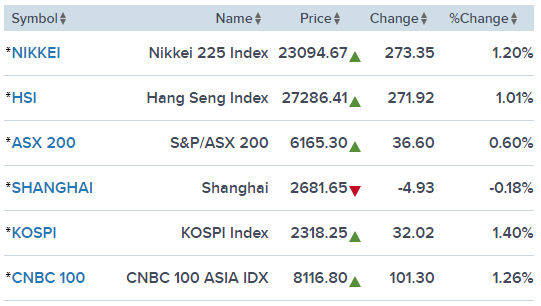 Symbol Name Price Change %Change
*NIKKEI Nikkei 225 Index 23094.67 273.35 1.20%
*HSI Hang Seng Index 27286.41 271.92 1.01%
*ASX 200 S&P/ASX 200 6165.30 36.60 0.60%
*SHANGHAI Shanghai 2681.65 -4.93 -0.18%
*KOSPI KOSPI Index 2318.25 32.02 1.40%
*CNBC 100 CNBC 100 ASIA IDX 8116.80 101.30 1.26%